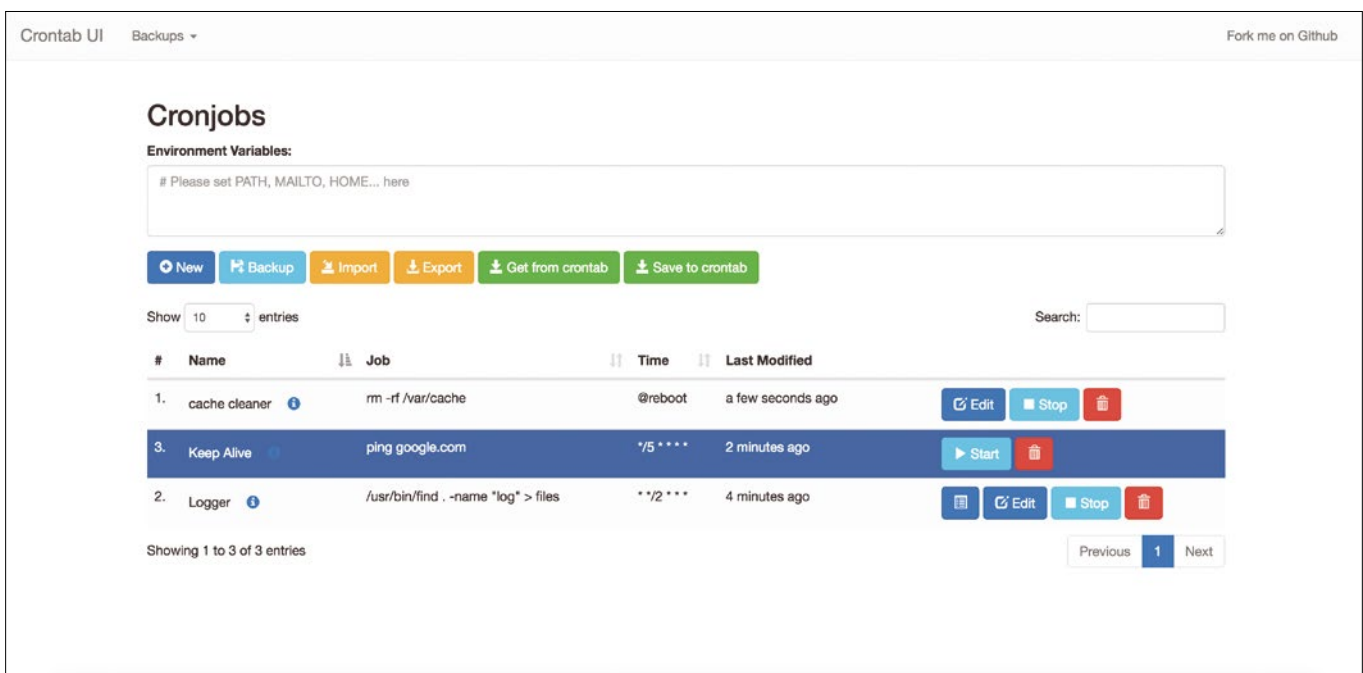 Crontab UI Backups Fork me on Github
Cronjobs
Environment Variables:
# Please set PATH, MAILTO, HOME... here
New Backup Import Export Get from crontab Save to crontab
Show 10 entries Search:
# Name Job Time Last Modified
1. cache cleaner rm -rf /var/cache @reboot a few seconds ago Edit Stop
3. Keep Alive ping google.com */5 * * * * 2 minutes ago Start
2. Logger /usr/bin/find . -name "log" > files * */2 * * * 4 minutes ago Edit Stop
Showing 1 to 3 of 3 entries Previous 1 Next